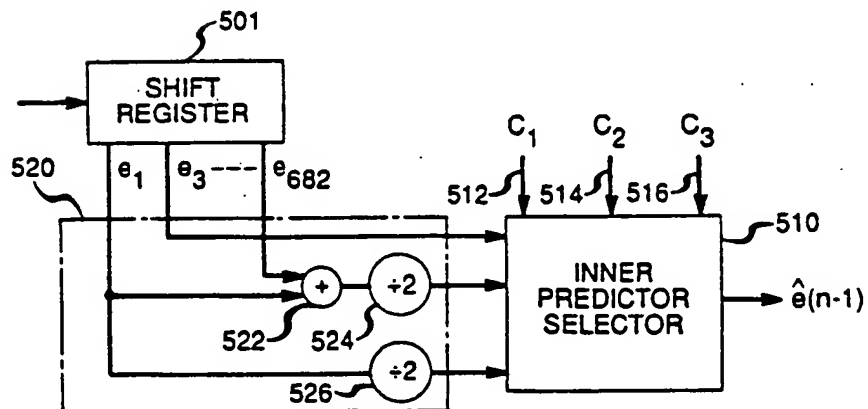 501
SHIFT
REGISTER
520
e1 e3 ---- e682
C1 C2 C3
512 514 516
510
INNER
PREDICTOR
SELECTOR
ê(n-1)
+ ÷2
522 524
÷2
526